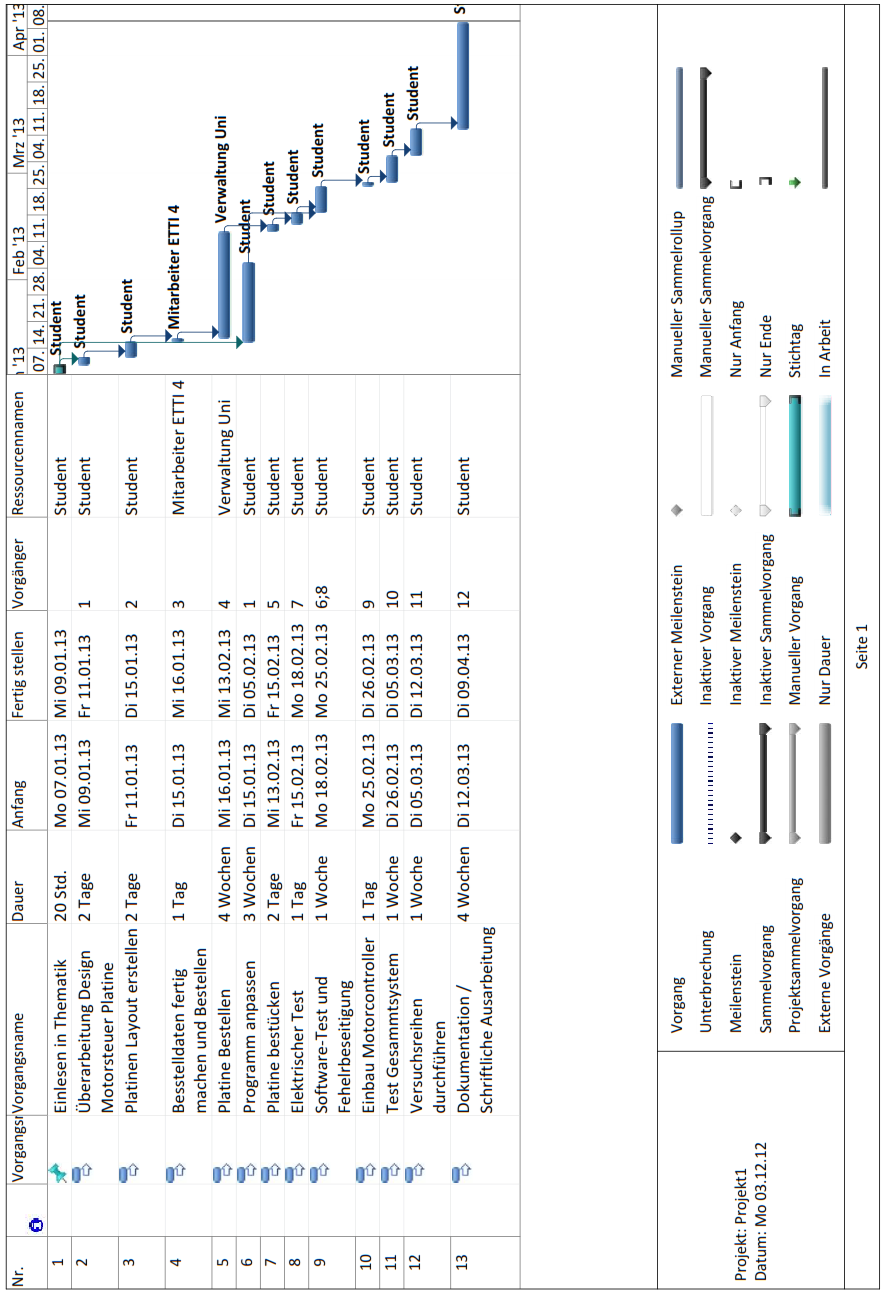 Nr. Vorgangsr Vorgangsname Dauer Anfang Fertig stellen Vorgänger Ressourcennamen
'13 Feb '13 Mrz '13 Apr '13
07. 14. 21. 28. 04. 11. 18. 25. 04. 11. 18. 25. 01. 08.
1 Einlesen in Thematik 20 Std. Mo 07.01.13 Mi 09.01.13 Student Student
2 Überarbeitung Design 2 Tage Mi 09.01.13 Fr 11.01.13 1 Student Student
Motorsteuer Platine
3 Platinen Layout erstellen 2 Tage Fr 11.01.13 Di 15.01.13 2 Student Student
4 Besstelldaten fertig 1 Tag Di 15.01.13 Mi 16.01.13 3 Mitarbeiter ETTI 4 Mitarbeiter ETTI 4
machen und Bestellen
5 Platine Bestellen 4 Wochen Mi 16.01.13 Mi 13.02.13 4 Verwaltung Uni Verwaltung Uni
6 Programm anpassen 3 Wochen Di 15.01.13 Di 05.02.13 1 Student Student
7 Platine bestücken 2 Tage Mi 13.02.13 Fr 15.02.13 5 Student Student
8 Elektrischer Test 1 Tag Fr 15.02.13 Mo 18.02.13 7 Student Student
9 Software-Test und 1 Woche Mo 18.02.13 Mo 25.02.13 6;8 Student Student
Fehelrbeseitigung
10 Einbau Motorcontroller 1 Tag Mo 25.02.13 Di 26.02.13 9 Student Student
11 Test Gesammtsystem 1 Woche Di 26.02.13 Di 05.03.13 10 Student Student
12 Versuchsreihen 1 Woche Di 05.03.13 Di 12.03.13 11 Student Student
durchführen
13 Dokumentation / 4 Wochen Di 12.03.13 Di 09.04.13 12 Student S
Schriftliche Ausarbeitung
Projekt: Projekt1
Datum: Mo 03.12.12
Vorgang Externer Meilenstein Manueller Sammelrollup
Unterbrechung Inaktiver Vorgang Manueller Sammelvorgang
Meilenstein Inaktiver Meilenstein Nur Anfang
Sammelvorgang Inaktiver Sammelvorgang Nur Ende
Projektsammelvorgang Manueller Vorgang Stichtag
Externe Vorgänge Nur Dauer In Arbeit
Seite 1